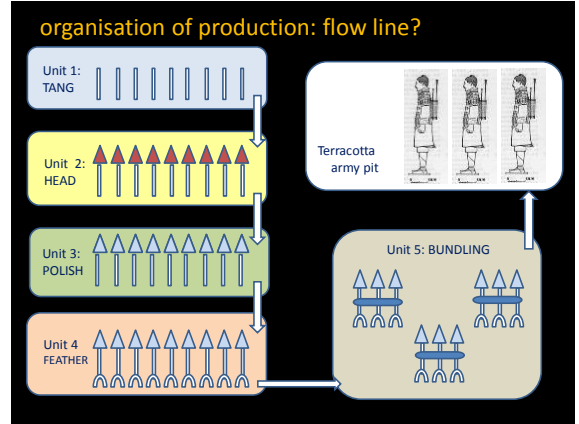 organisation of production: flow line?
Unit 1:
TANG
Unit 2:
HEAD
Unit 3:
POLISH
Unit 4
FEATHER
Terracotta
army pit
Unit 5: BUNDLING